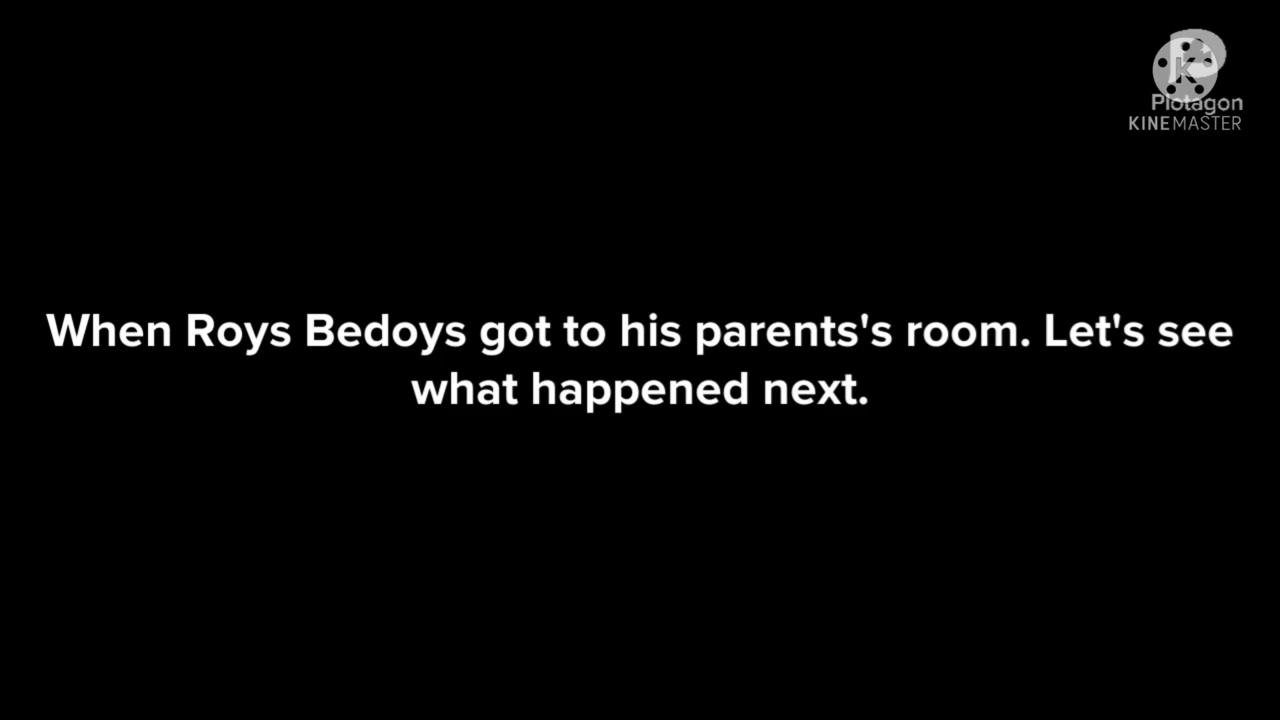 Plotagon
KINEMASTER
When Roys Bedoys got to his parents's room. Let's see
what happened next.